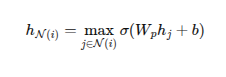 h_{\mathcal{N}(i)} = \max_{j \in \mathcal{N}(i)} \sigma(W_p h_j + b)